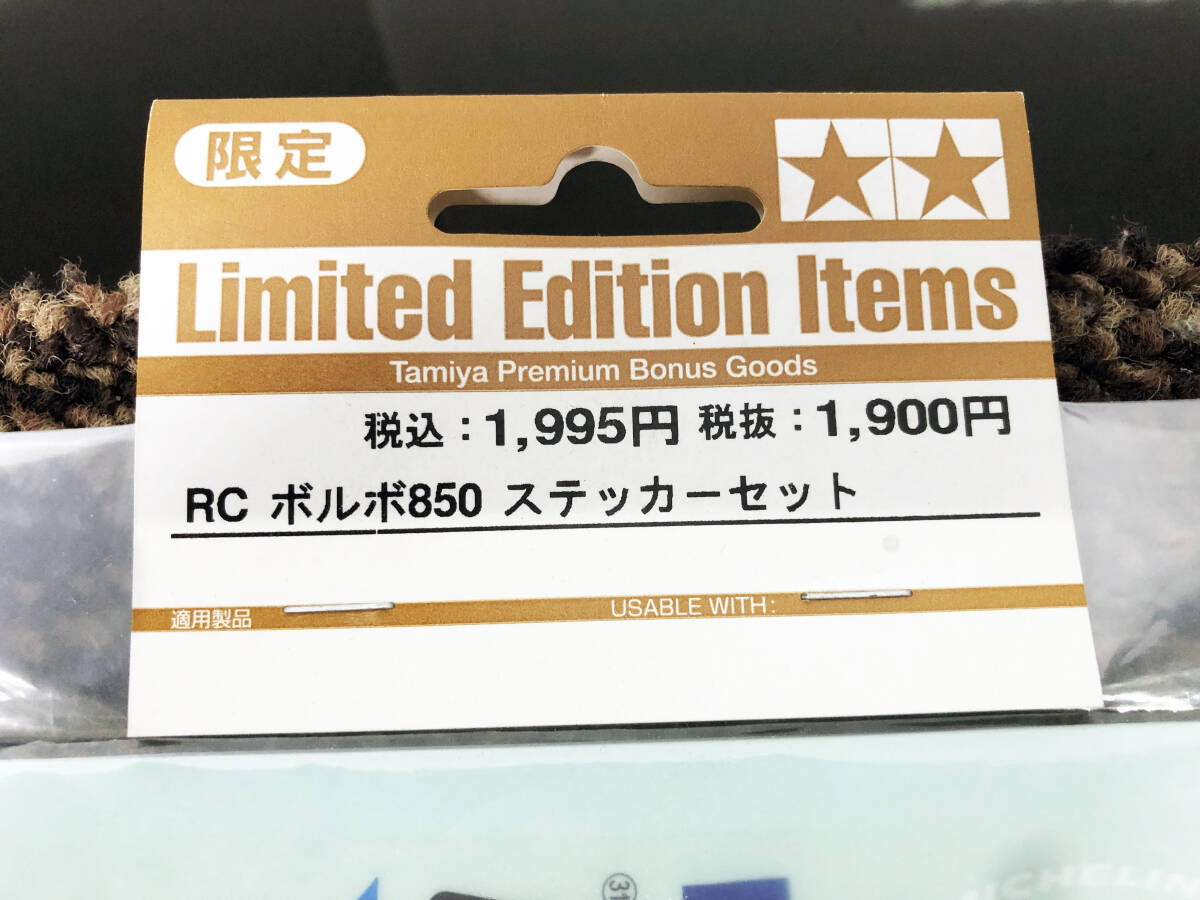 限定
Limited Edition Items
Tamiya Premium Bonus Goods
税込:1,995円 税抜:1,900円
RC ボルボ850 ステッカーセット
適用製品 USABLE WITH:
31
MICHELIN